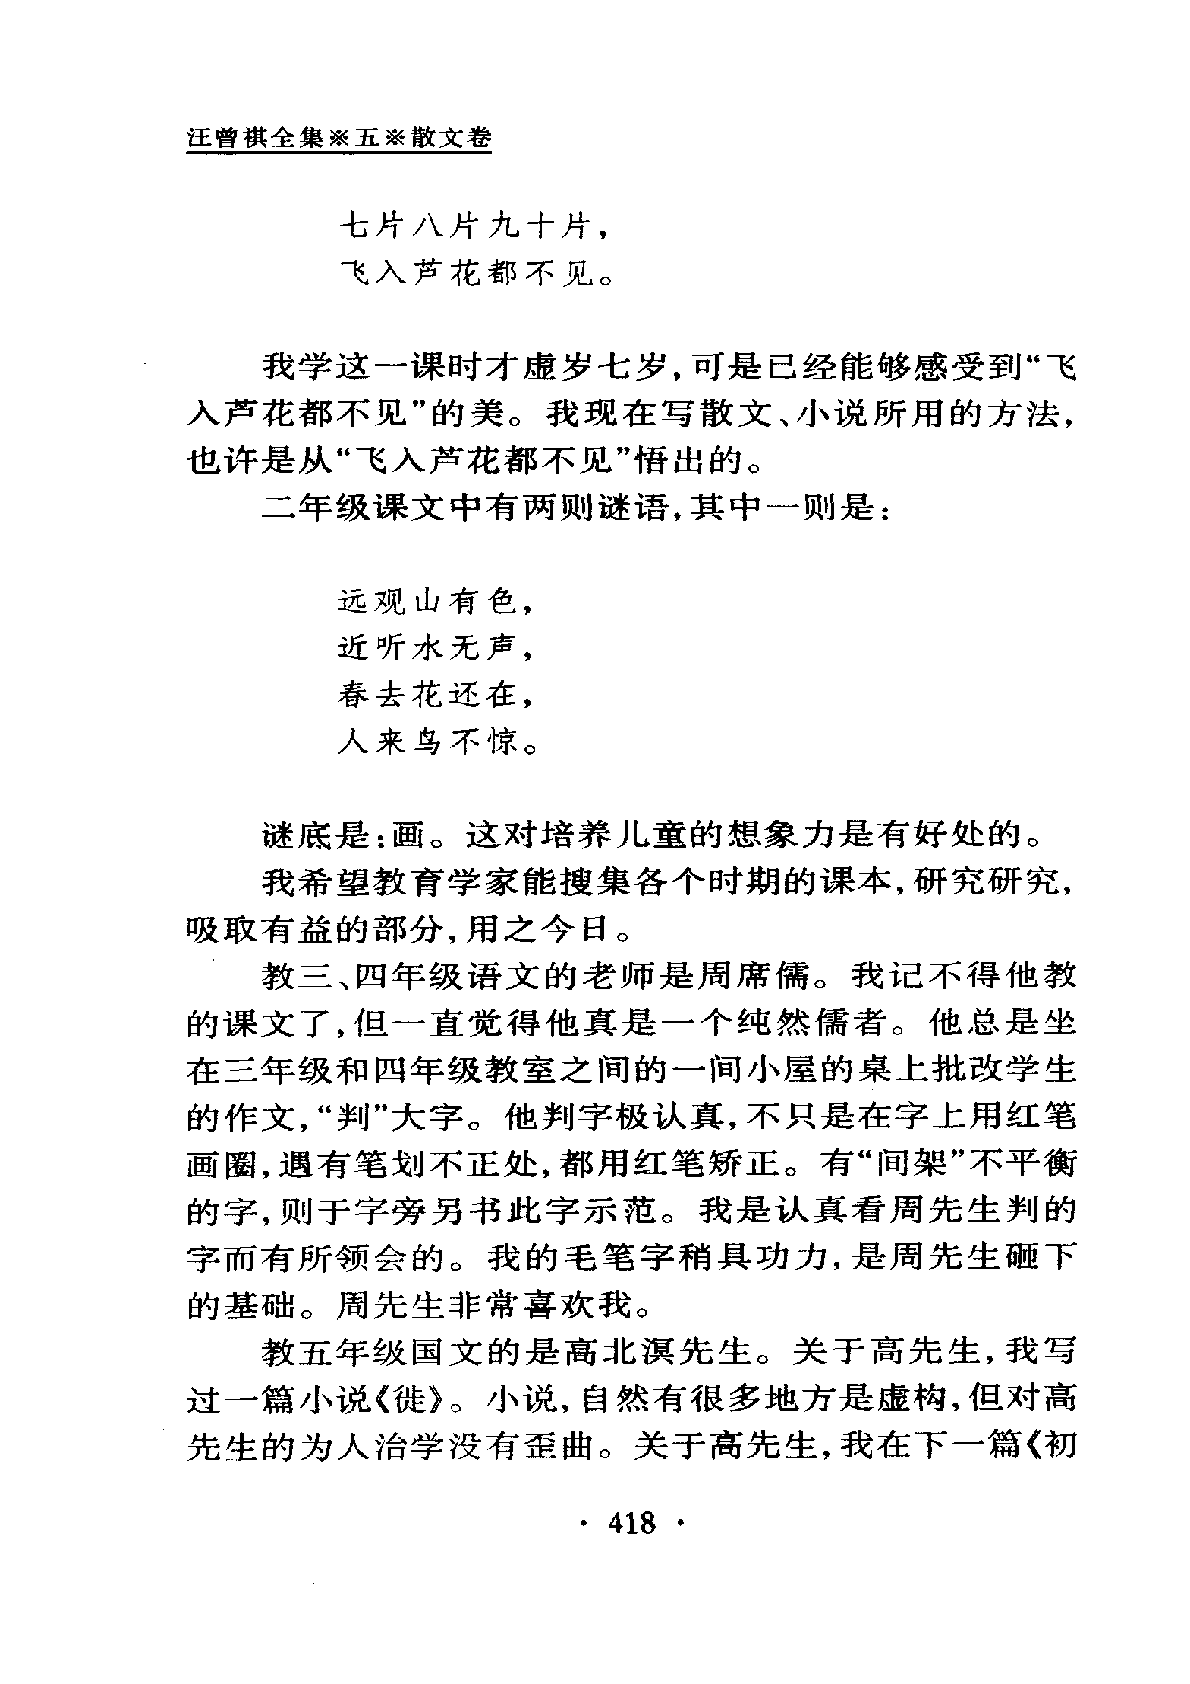 汪曾祺全集※五※散文卷
七片八片九十片，
飞入芦花都不见。
我学这一课时才虚岁七岁，可是已经能够感受到“飞
入芦花都不见”的美。我现在写散文、小说所用的方法，
也许是从“飞入芦花都不见”悟出的。
二年级课文中有两则谜语，其中一则是：
远观山有色，
近听水无声，
春去花还在，
人来鸟不惊。
谜底是：画。这对培养儿童的想象力是有好处的。
我希望教育学家能搜集各个时期的课本，研究研究，
吸取有益的部分，用之今日。
教三、四年级语文的老师是周席儒。我记不得他教
的课文了，但一直觉得他真是一个纯然儒者。他总是坐
在三年级和四年级教室之间的一间小屋的桌上批改学生
的作文，“判”大字。他判字极认真，不只是在字上用红笔
画圈，遇有笔划不正处，都用红笔矫正。有“间架”不平衡
的字，则于字旁另书此字示范。我是认真看周先生判的
字而有所领会的。我的毛笔字稍具功力，是周先生砸下
的基础。周先生非常喜欢我。
教五年级国文的是高北溟先生。关于高先生，我写
过一篇小说《徙》。小说，自然有很多地方是虚构，但对高
先生的为人治学没有歪曲。关于高先生，我在下一篇《初
· 418 ·